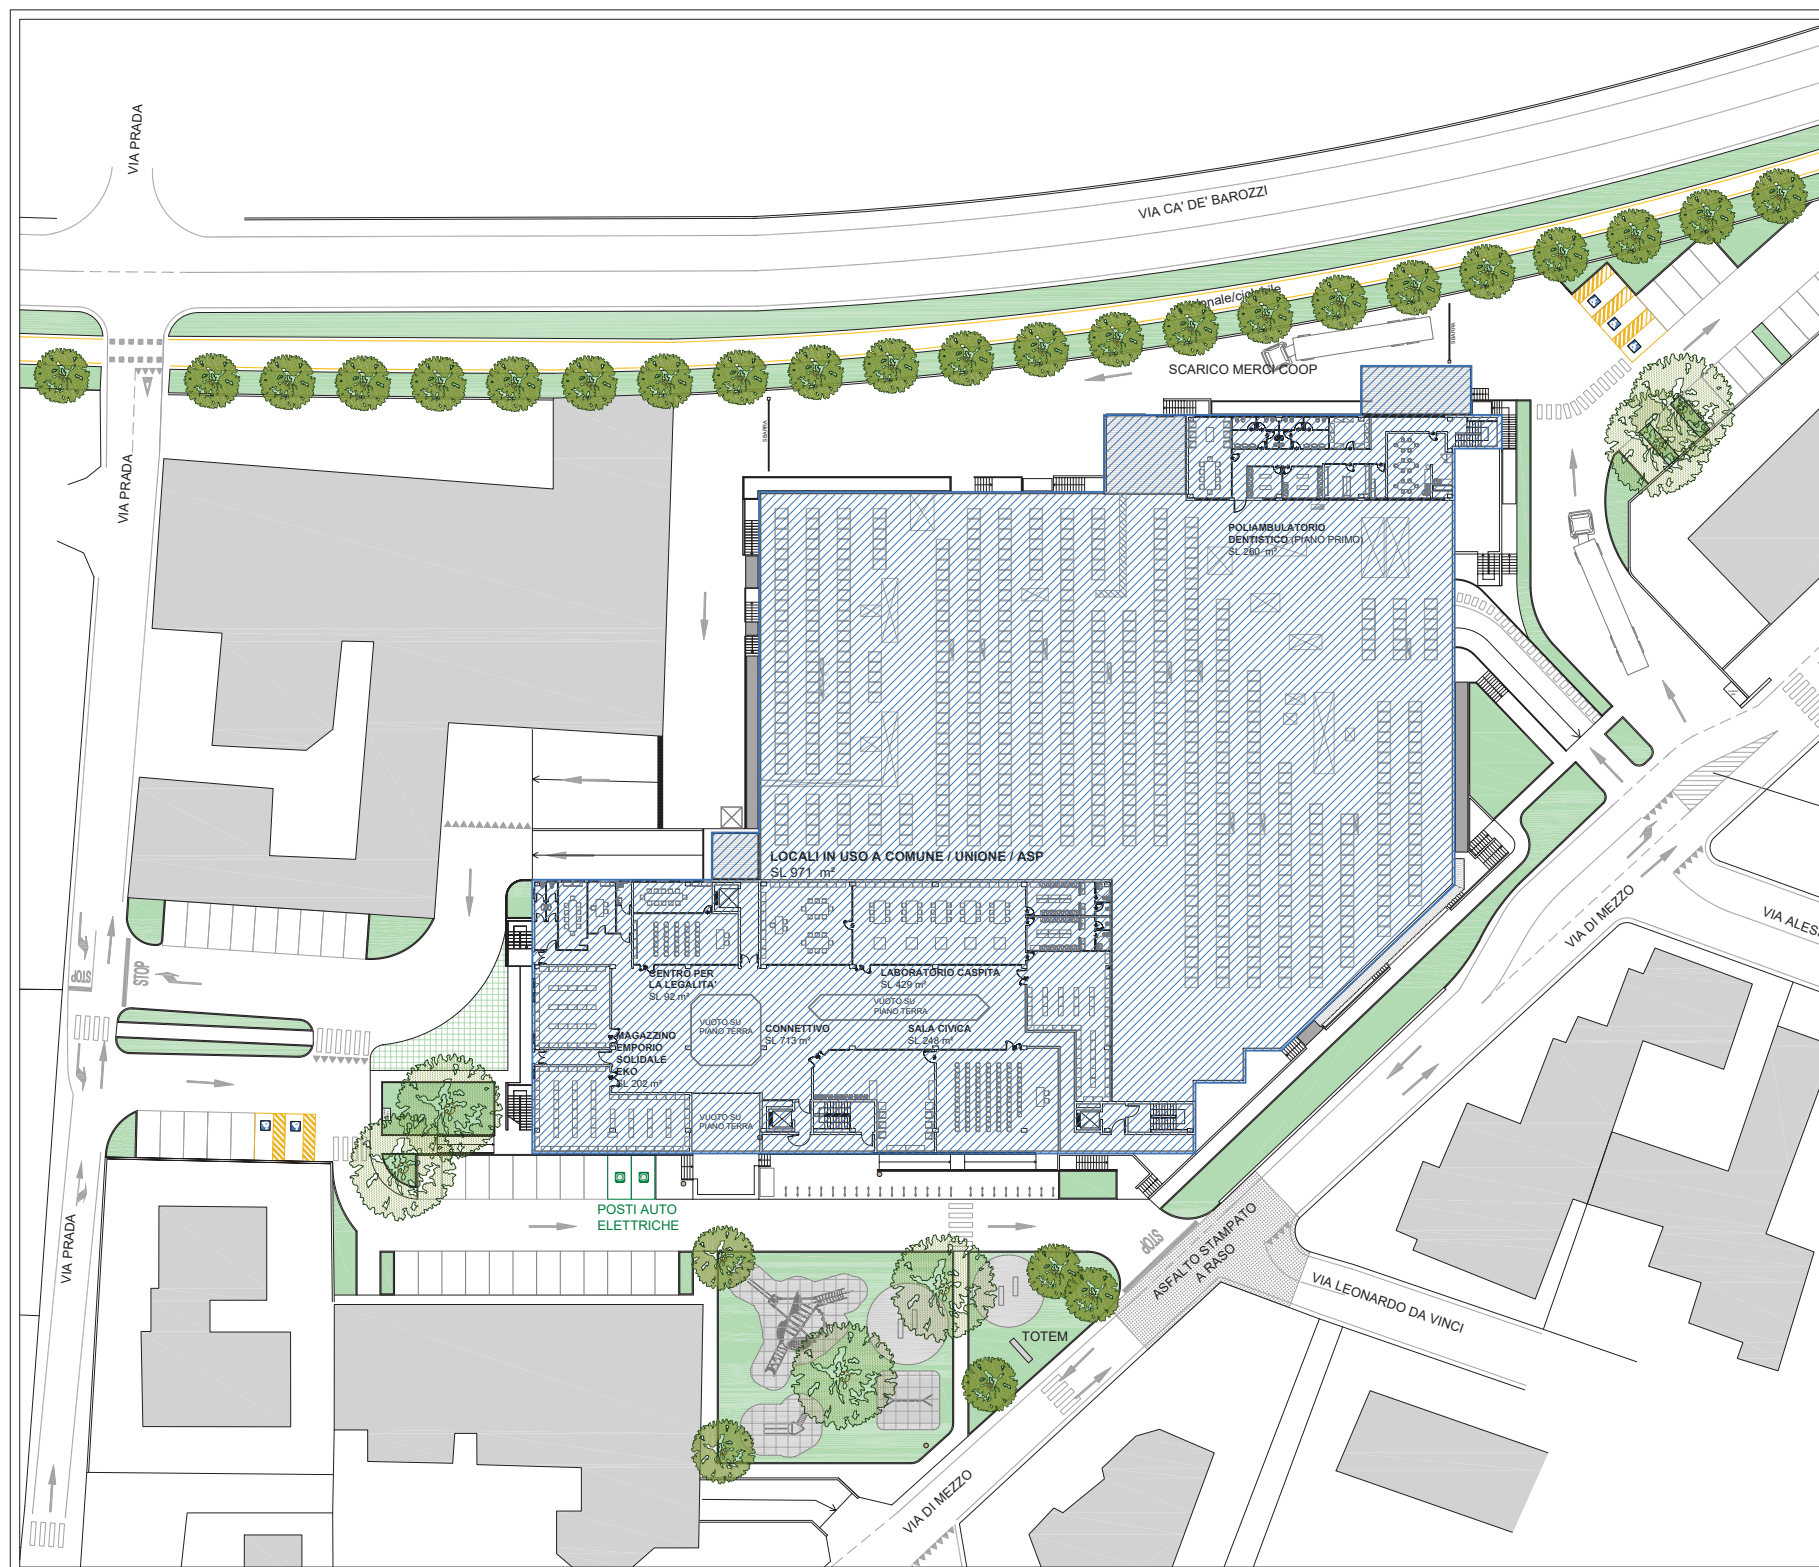 VIA PRADA
VIA CA' DE' BAROZZI
nale/ciclabile
SBARRA
SCARICO MERCI COOP
SBARRA
VIA PRADA
POLIAMBULATORIO
DENTISTICO (PIANO PRIMO)
SL 260 m²
LOCALI IN USO A COMUNE / UNIONE / ASP
SL 971 m²
VIA DI MEZZO
VIA ALES
STOP
STOP
CENTRO PER
LA LEGALITA'
SL 92 m²
LABORATORIO CASPITA
SL 429 m²
VUOTO SU
PIANO TERRA
VUOTO SU
PIANO TERRA
CONNETTIVO
SL 713 m²
SALA CIVICA
SL 248 m²
MAGAZZINO
EMPORIO
SOLIDALE
EKO
SL 202 m²
VUOTO SU
PIANO TERRA
POSTI AUTO
ELETTRICHE
VIA PRADA
STOP
ASFALTO STAMPATO
A RASO
VIA LEONARDO DA VINCI
TOTEM
VIA DI MEZZO